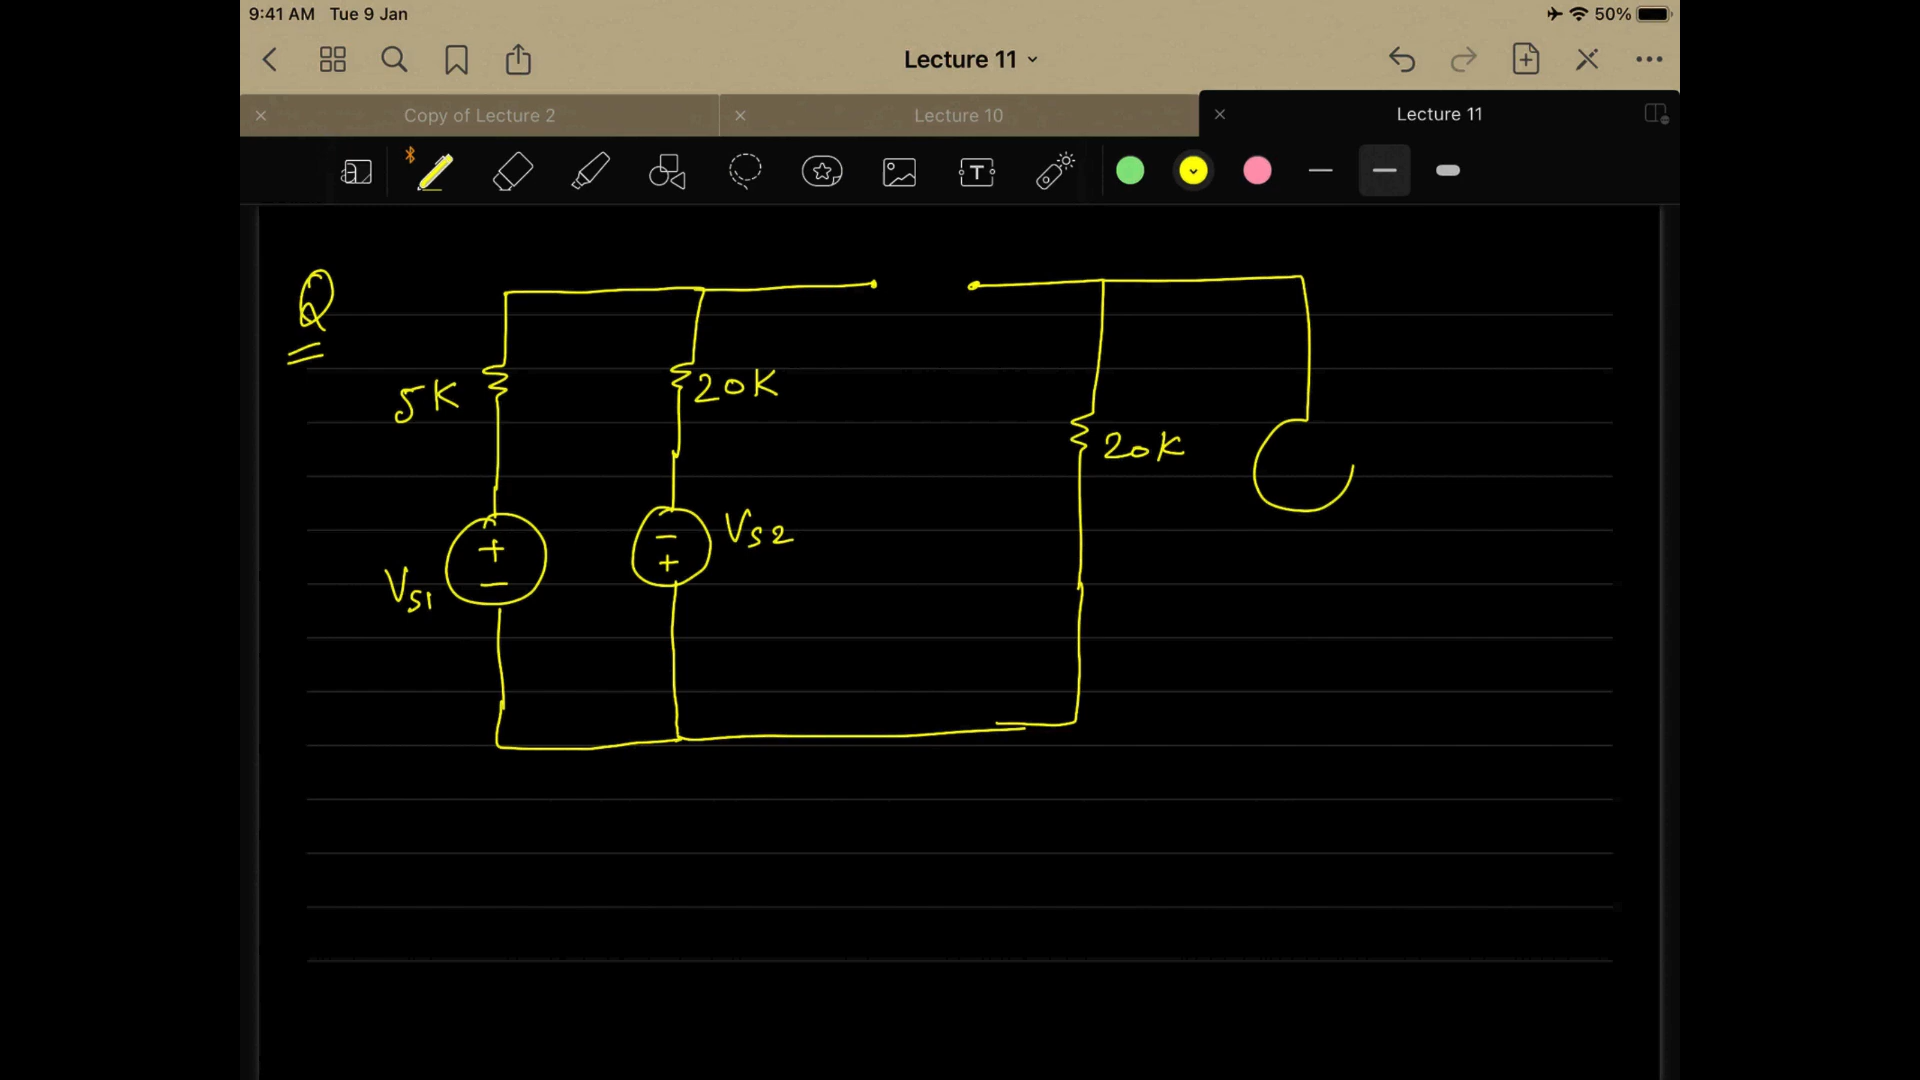 9:41 AM Tue 9 Jan
50%
Lecture 11
Copy of Lecture 2
Lecture 10
Lecture 11
T
Q
5K
20K
20K
+
−
VS1
−
+
VS2